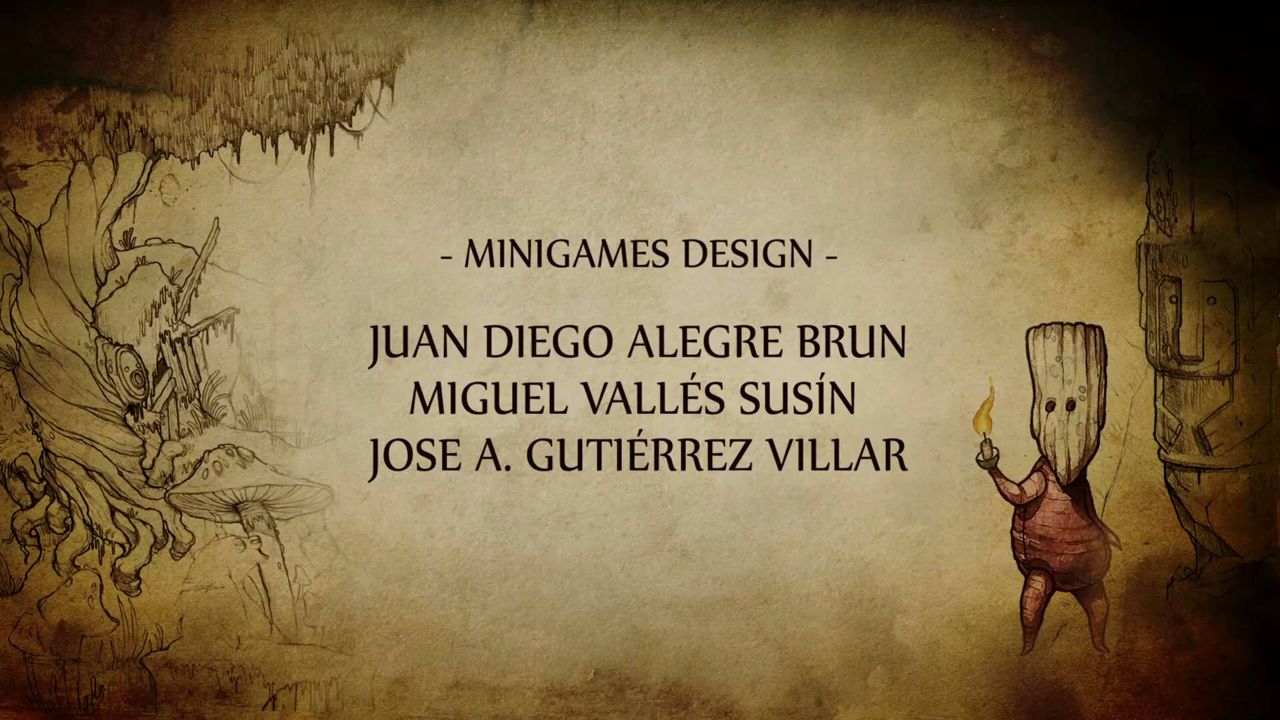 - MINIGAMES DESIGN -
JUAN DIEGO ALEGRE BRUN
MIGUEL VALLÉS SUSÍN
JOSE A. GUTIÉRREZ VILLAR